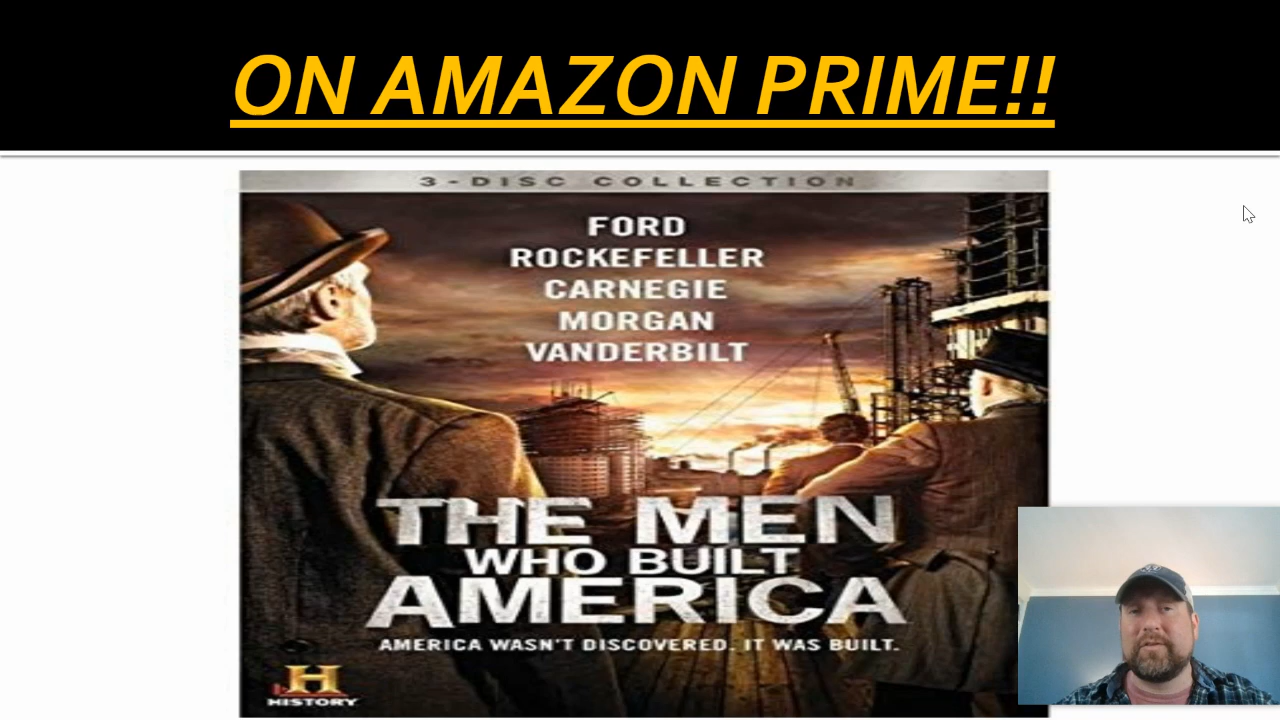 ON AMAZON PRIME!!
3-DISC COLLECTION
FORD
ROCKEFELLER
CARNEGIE
MORGAN
VANDERBILT
THE MEN
WHO BUILT
AMERICA
AMERICA WASN'T DISCOVERED. IT WAS BUILT.
H
HISTORY